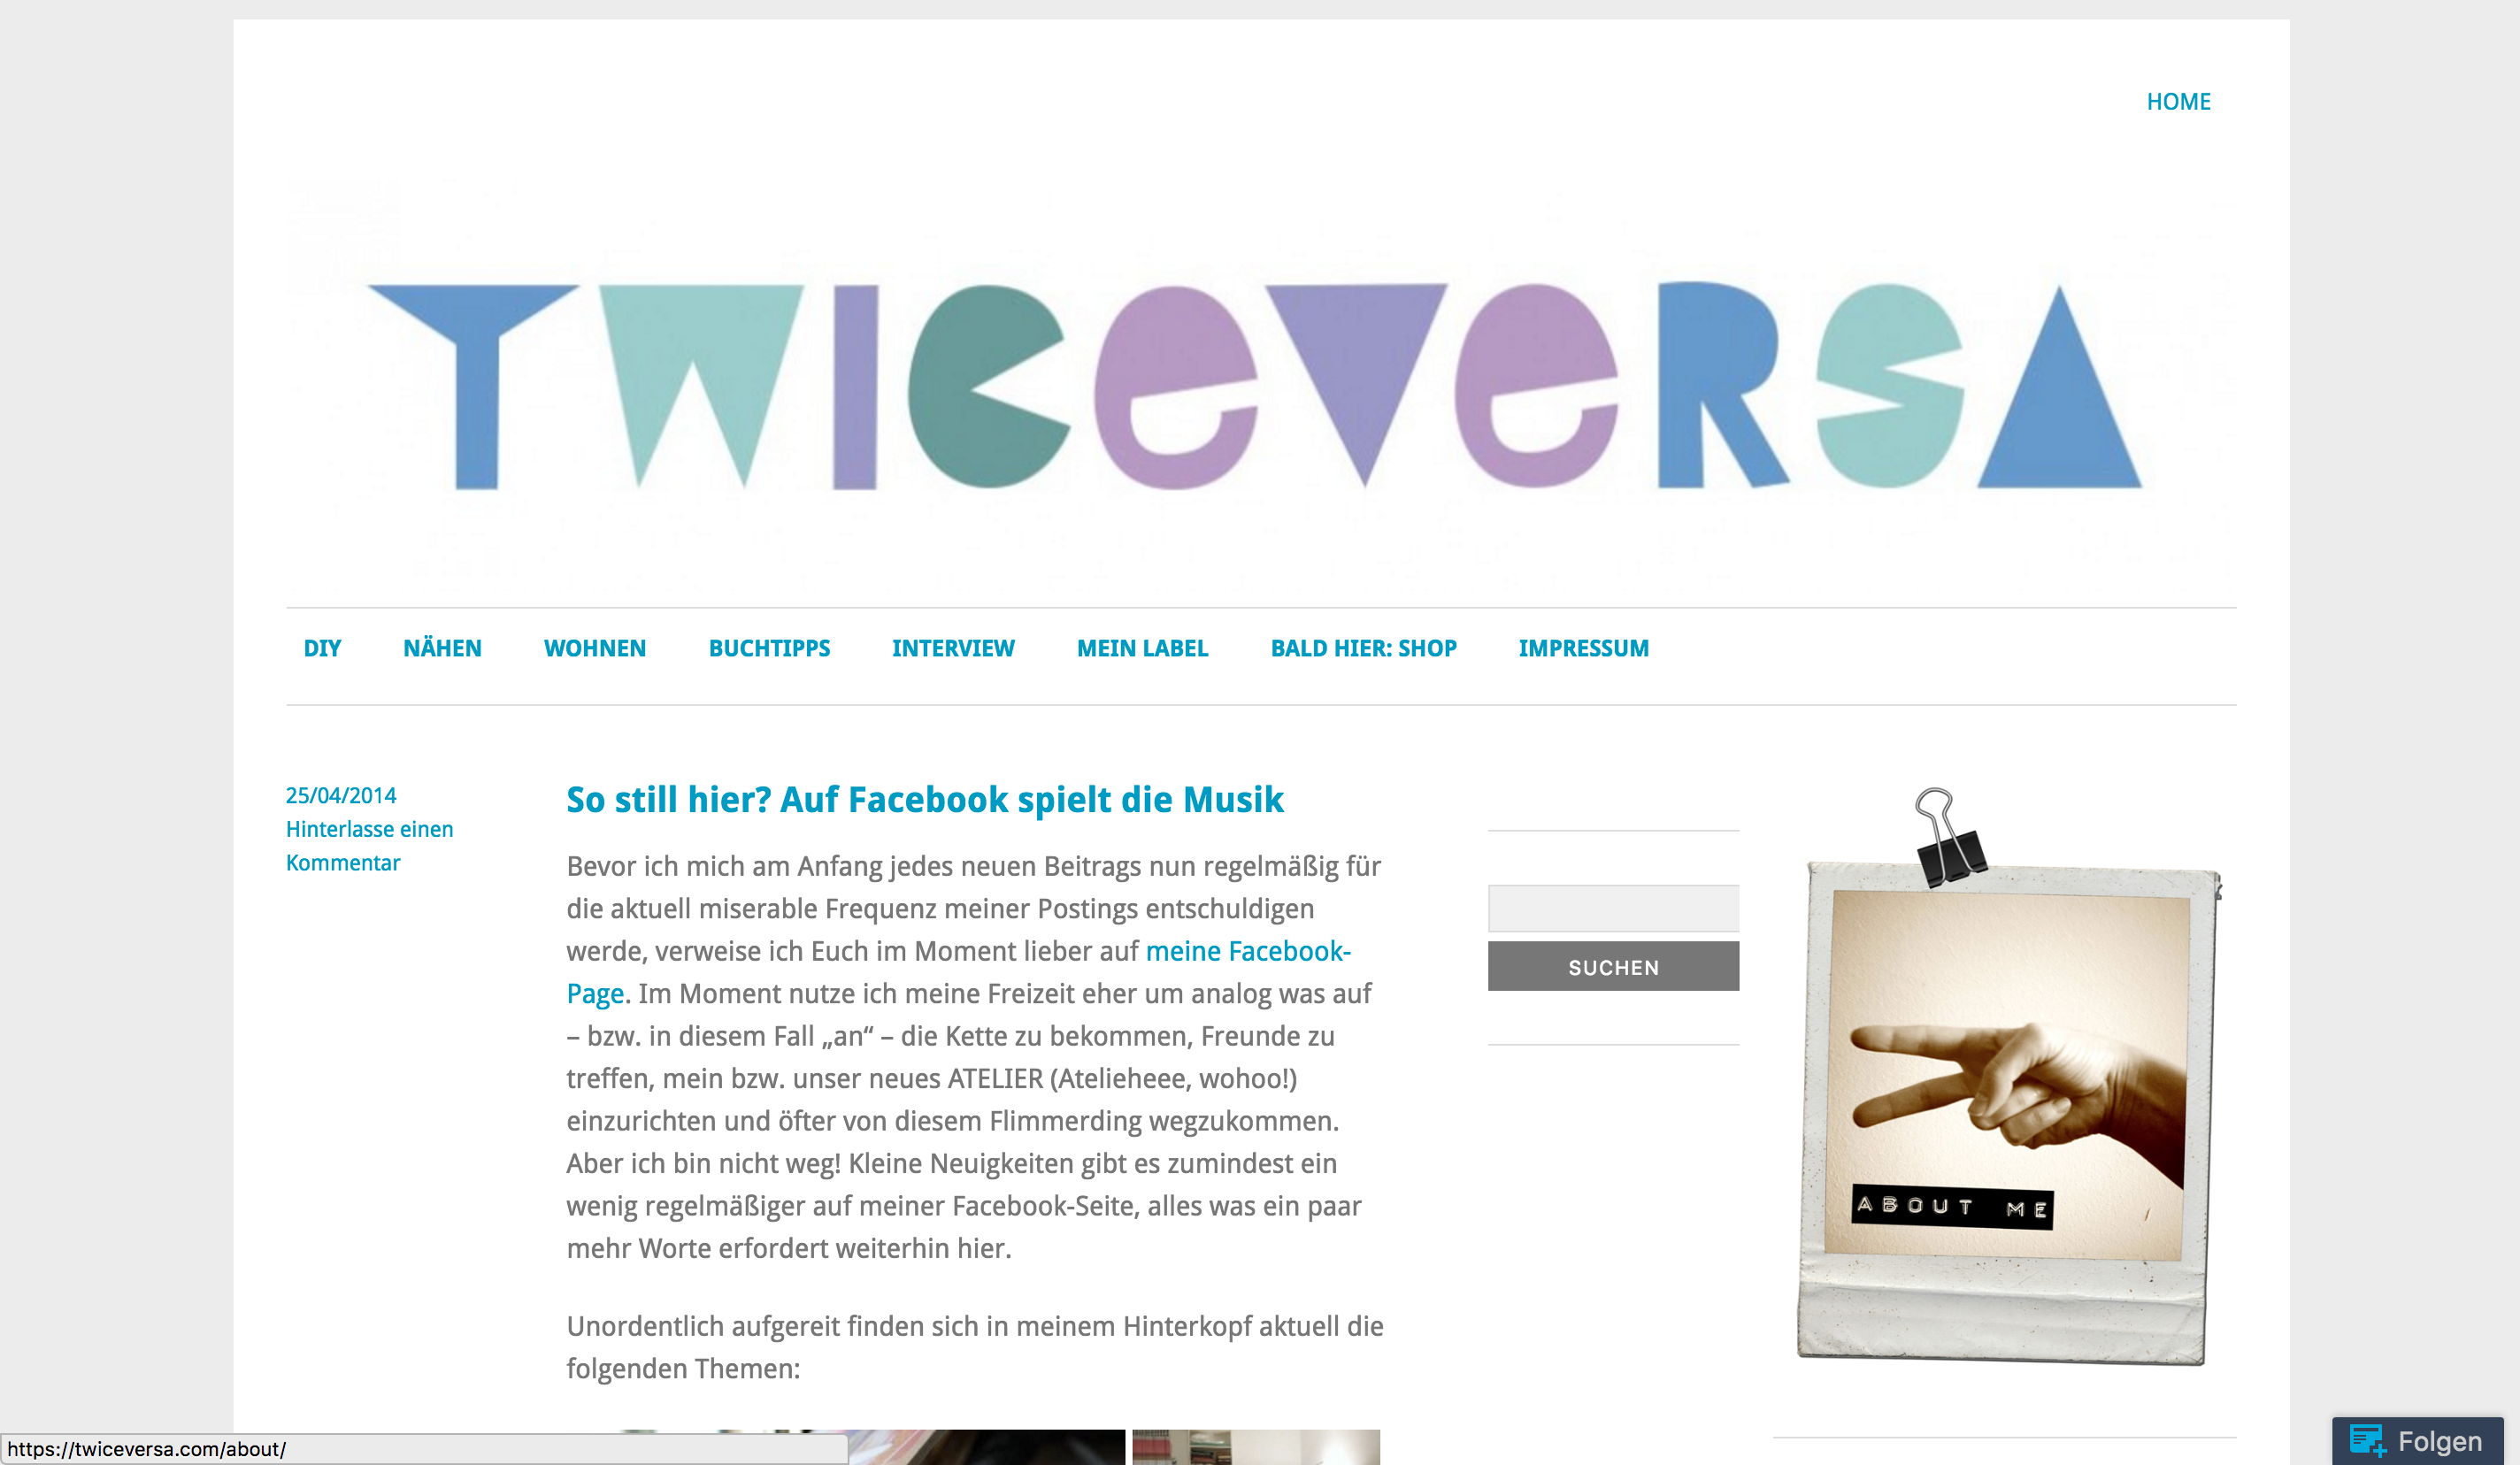 HOME
TWICeVeRSA
DIY NÄHEN WOHNEN BUCHTIPPS INTERVIEW MEIN LABEL BALD HIER: SHOP IMPRESSUM
25/04/2014
Hinterlasse einen
Kommentar
So still hier? Auf Facebook spielt die Musik
Bevor ich mich am Anfang jedes neuen Beitrags nun regelmäßig für
die aktuell miserable Frequenz meiner Postings entschuldigen
werde, verweise ich Euch im Moment lieber auf meine Facebook-
Page. Im Moment nutze ich meine Freizeit eher um analog was auf
– bzw. in diesem Fall „an“ – die Kette zu bekommen, Freunde zu
treffen, mein bzw. unser neues ATELIER (Atelieheee, wohoo!)
einzurichten und öfter von diesem Flimmerding wegzukommen.
Aber ich bin nicht weg! Kleine Neuigkeiten gibt es zumindest ein
wenig regelmäßiger auf meiner Facebook-Seite, alles was ein paar
mehr Worte erfordert weiterhin hier.
Unordentlich aufgereit finden sich in meinem Hinterkopf aktuell die
folgenden Themen:
SUCHEN
ABOUT ME
https://twiceversa.com/about/
Folgen